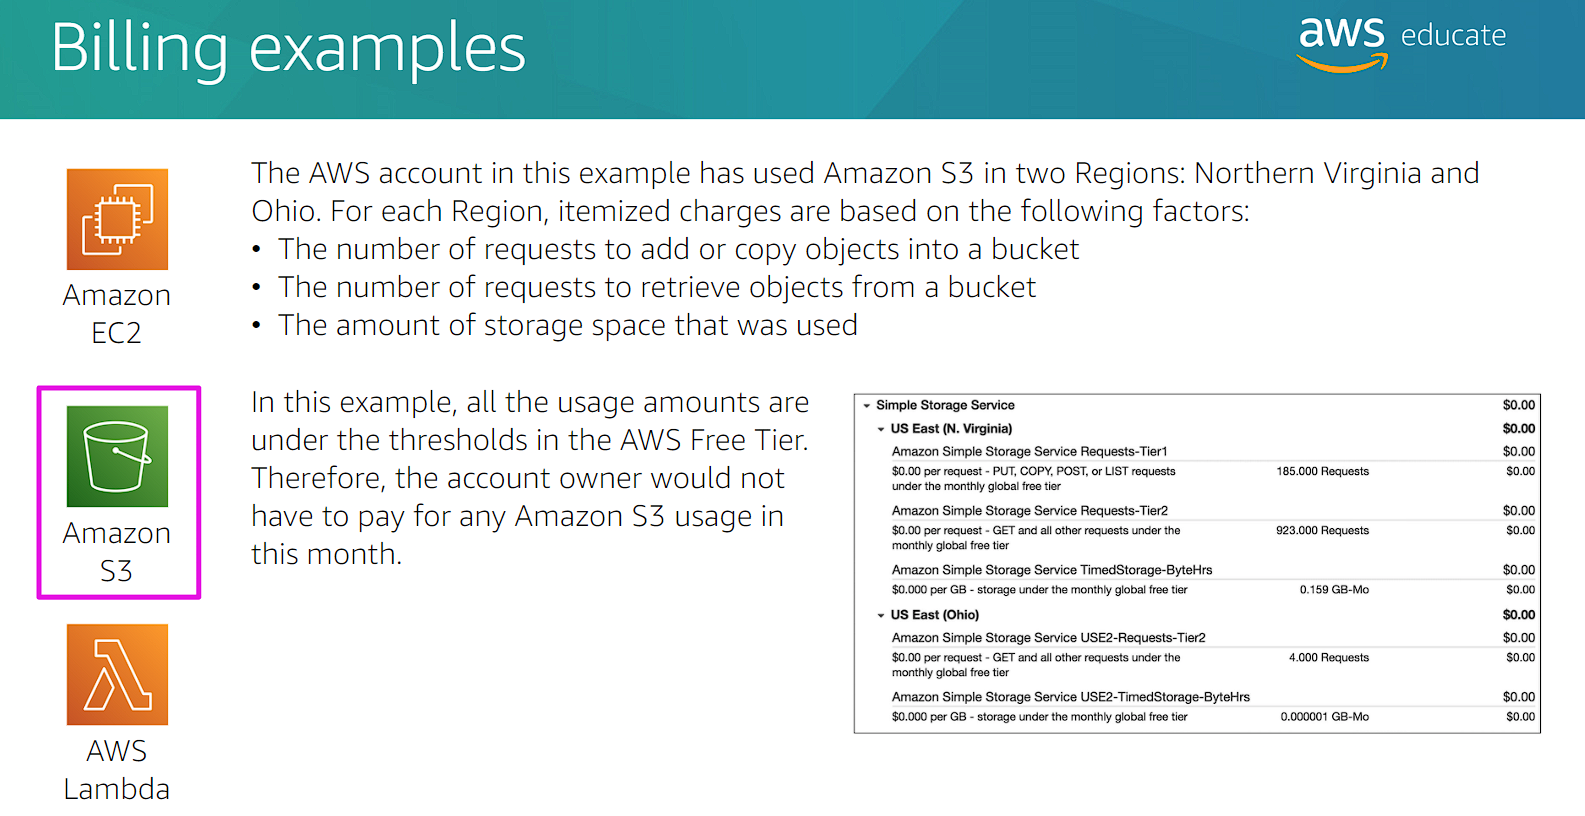 Billing examples
aws educate
Amazon
EC2
The AWS account in this example has used Amazon S3 in two Regions: Northern Virginia and
Ohio. For each Region, itemized charges are based on the following factors:
• The number of requests to add or copy objects into a bucket
• The number of requests to retrieve objects from a bucket
• The amount of storage space that was used
Amazon
S3
In this example, all the usage amounts are
under the thresholds in the AWS Free Tier.
Therefore, the account owner would not
have to pay for any Amazon S3 usage in
this month.
Simple Storage Service $0.00
US East (N. Virginia) $0.00
Amazon Simple Storage Service Requests-Tier1 $0.00
$0.00 per request - PUT, COPY, POST, or LIST requests 185.000 Requests $0.00
under the monthly global free tier
Amazon Simple Storage Service Requests-Tier2 $0.00
$0.00 per request - GET and all other requests under the 923.000 Requests $0.00
monthly global free tier
Amazon Simple Storage Service TimedStorage-ByteHrs $0.00
$0.000 per GB - storage under the monthly global free tier 0.159 GB-Mo $0.00
US East (Ohio) $0.00
Amazon Simple Storage Service USE2-Requests-Tier2 $0.00
$0.00 per request - GET and all other requests under the 4.000 Requests $0.00
monthly global free tier
Amazon Simple Storage Service USE2-TimedStorage-ByteHrs $0.00
$0.000 per GB - storage under the monthly global free tier 0.000001 GB-Mo $0.00
AWS
Lambda